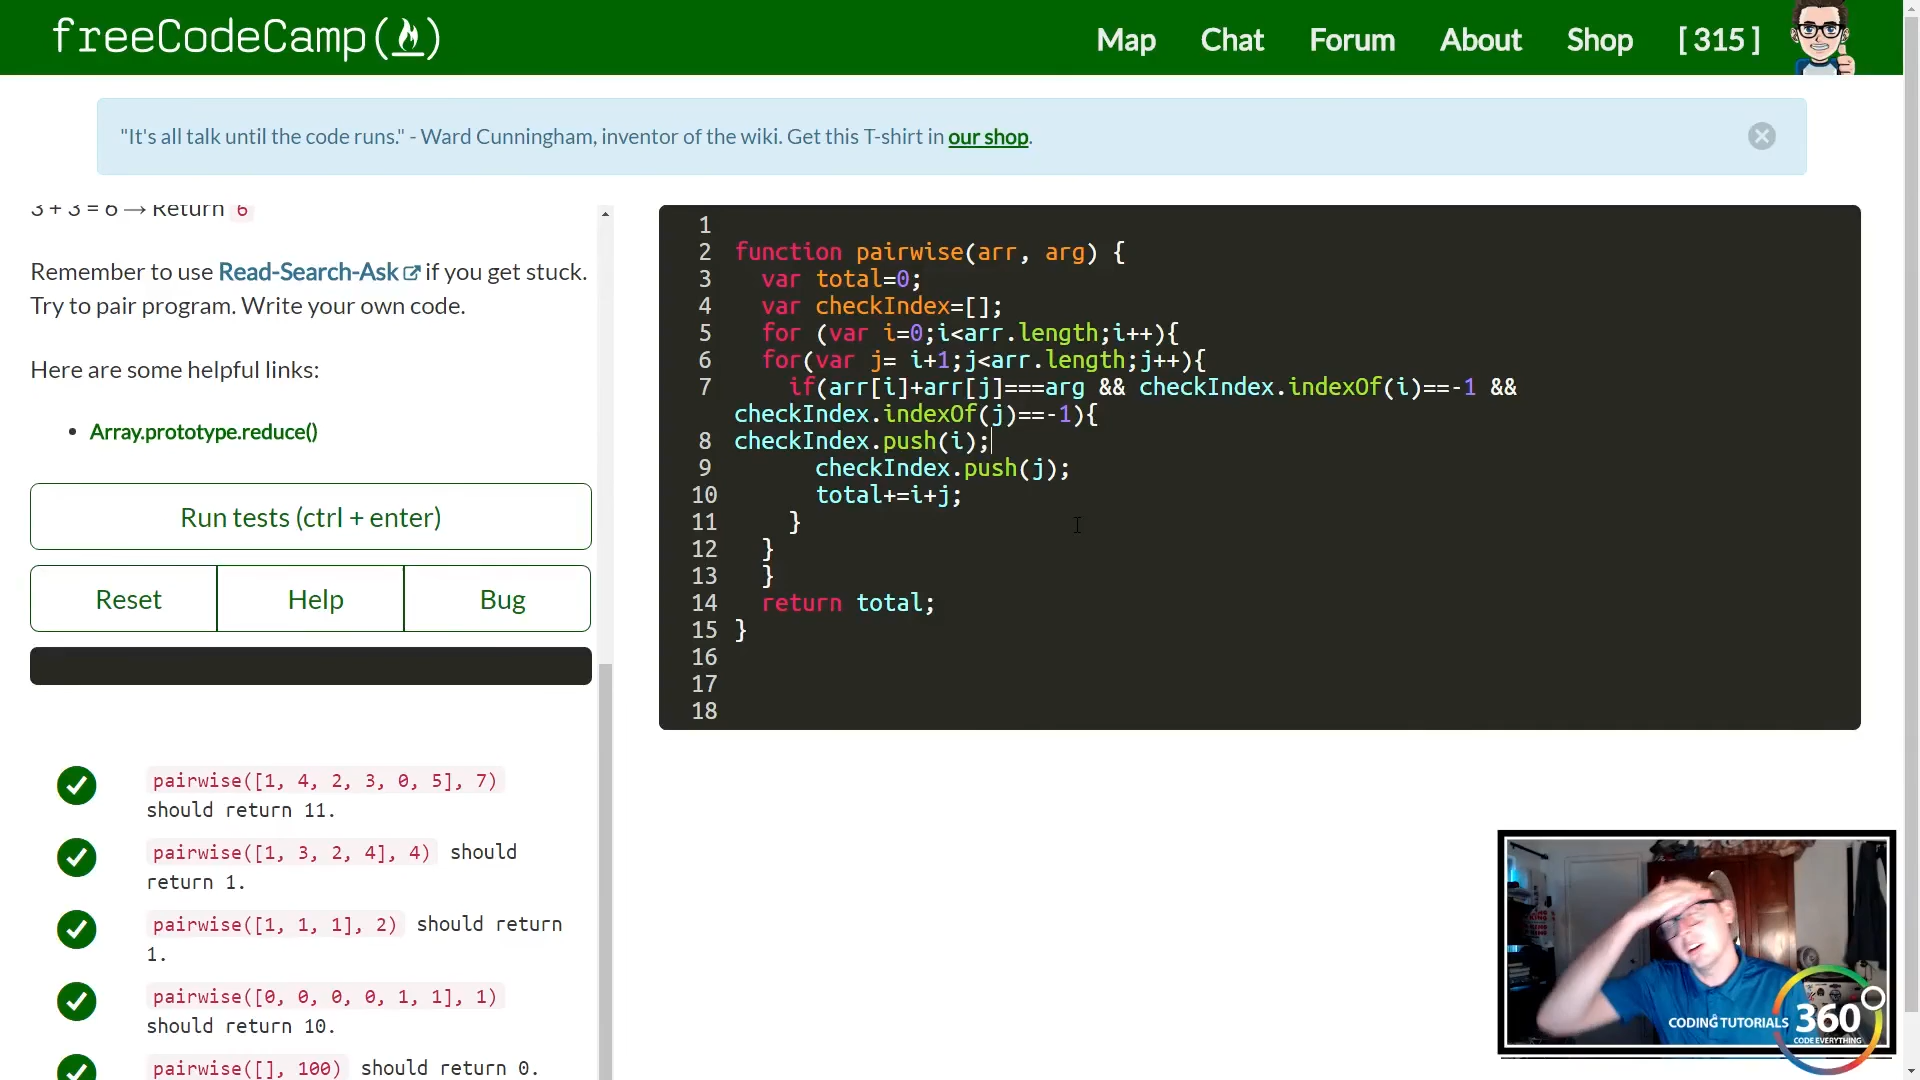 freeCodeCamp
Map Chat Forum About Shop [ 315 ]
"It's all talk until the code runs." - Ward Cunningham, inventor of the wiki. Get this T-shirt in our shop.
3 + 3 = 6 → Return 6
Remember to use Read-Search-Ask if you get stuck.
Try to pair program. Write your own code.
Here are some helpful links:
• Array.prototype.reduce()
Run tests (ctrl + enter)
Reset Help Bug
pairwise([1, 4, 2, 3, 0, 5], 7)
should return 11.
pairwise([1, 3, 2, 4], 4) should
return 1.
pairwise([1, 1, 1], 2) should return
1.
pairwise([0, 0, 0, 0, 1, 1], 1)
should return 10.
pairwise([], 100) should return 0.
1
2 function pairwise(arr, arg) {
3 var total=0;
4 var checkIndex=[];
5 for (var i=0;i<arr.length;i++){
6 for(var j= i+1;j<arr.length;j++){
7 if(arr[i]+arr[j]===arg && checkIndex.indexOf(i)==-1 &&
checkIndex.indexOf(j)==-1){
8 checkIndex.push(i);
9 checkIndex.push(j);
10 total+=i+j;
11 }
12 }
13 }
14 return total;
15 }
16
17
18
CODING TUTORIALS 360
CODE EVERYTHING